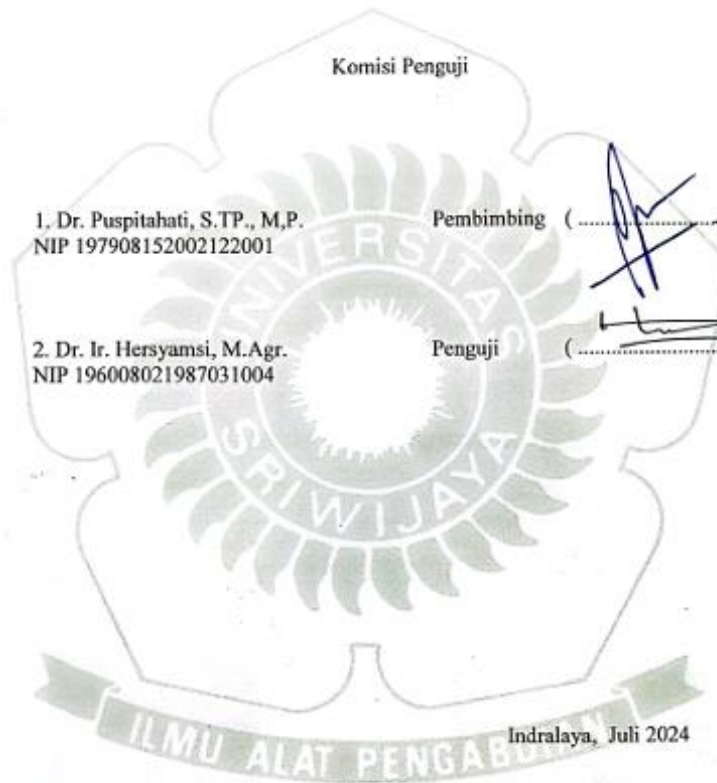 Komisi Penguji
1. Dr. Puspitahati, S.TP., M,P. Pembimbing (....................
NIP 197908152002122001
2. Dr. Ir. Hersyamsi, M.Agr. Penguji (....................
NIP 196008021987031004
UNIVERSITAS
SRIWIJAYA
Indralaya, Juli 2024
ILMU ALAT PENGABDIAN